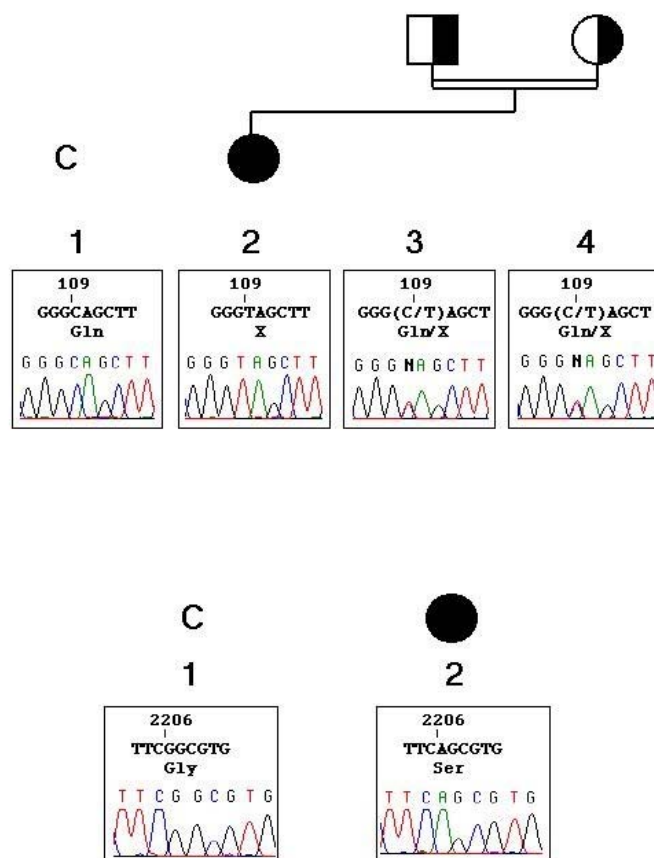 C
1 2 3 4
109 109 109 109
GGGCAGCTT GGGTAGCTT GGG(C/T)AGCT GGG(C/T)AGCT
Gln X Gln/X Gln/X
G G G C A G C T T G G G T A G C T T G G G N A G C T T G G G N A G C T T
C
1 2
2206 2206
TTCGGCGTG TTCAGCGTG
Gly Ser
T T C G G C G T G T T C A G C G T G